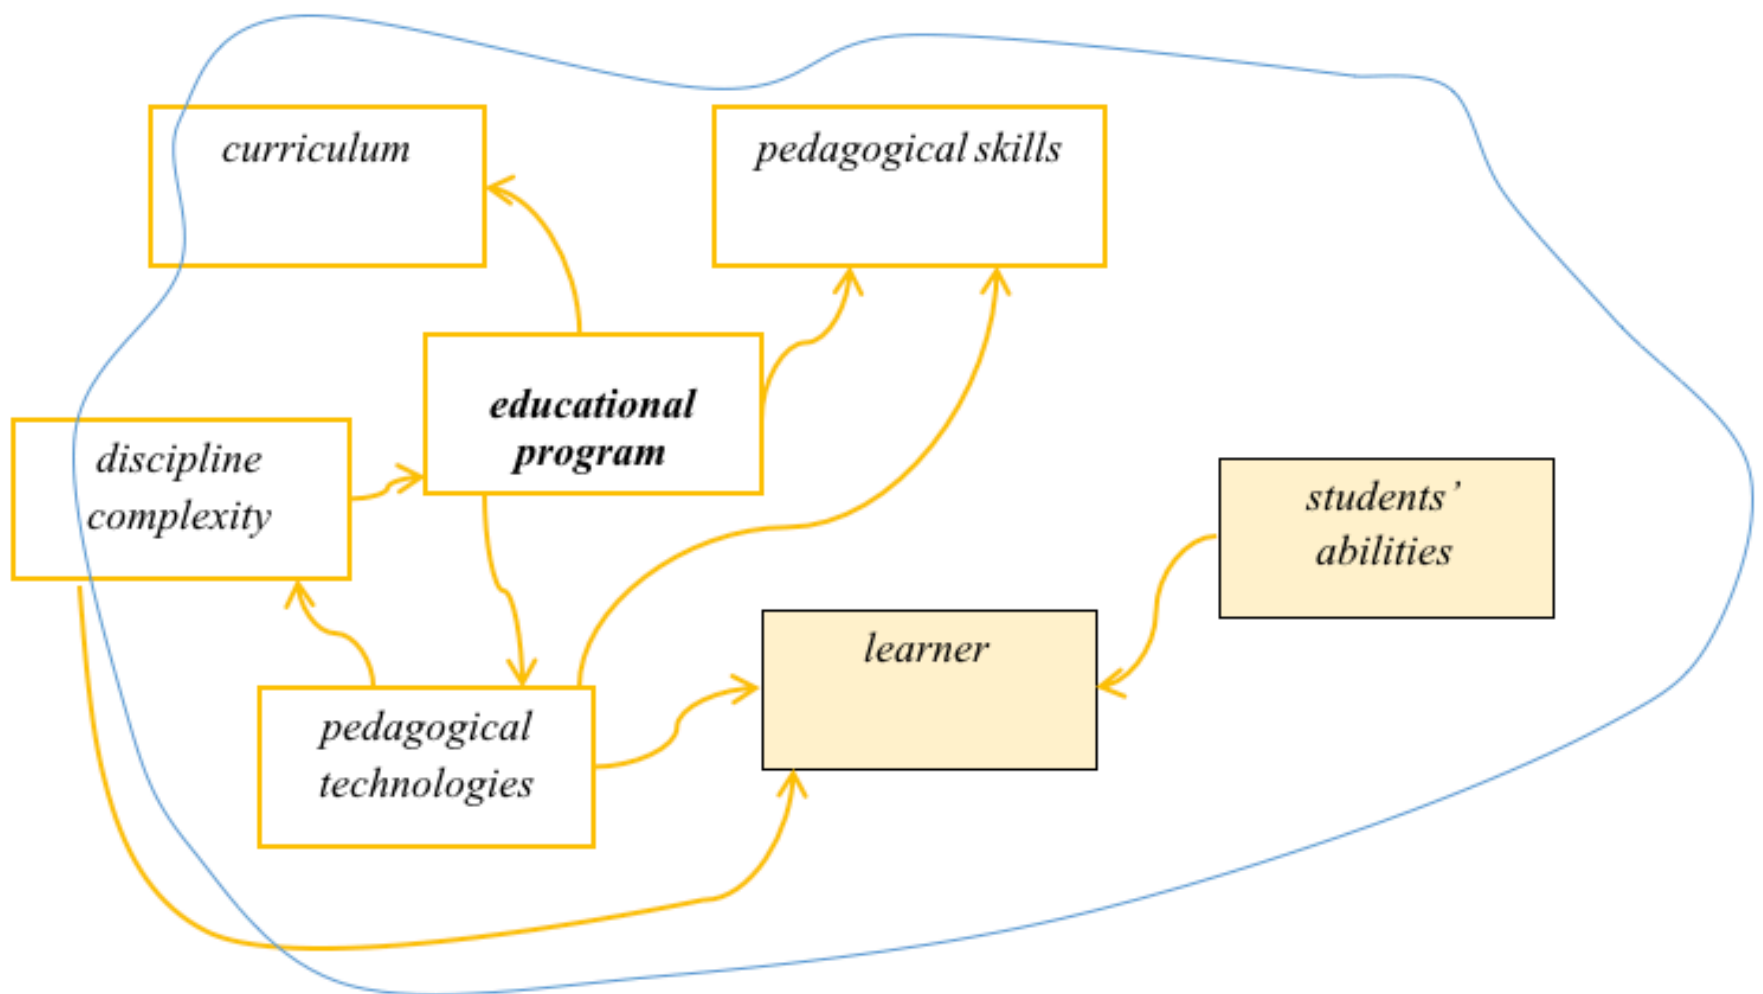 curriculum
pedagogical skills
educational
program
discipline
complexity
students’
abilities
learner
pedagogical
technologies